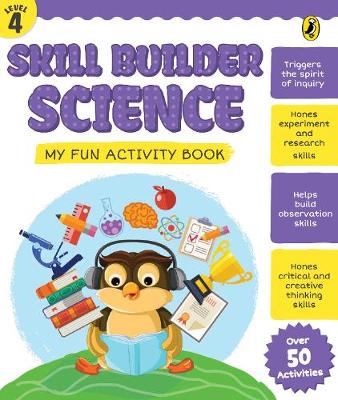 LEVEL
4
SKILL BUILDER
SCIENCE
MY FUN ACTIVITY BOOK
Triggers
the spirit
of inquiry
Hones
experiment
and
research
skills
Helps
build
observation
skills
Hones
critical and
creative
thinking
skills
Over
50
Activities